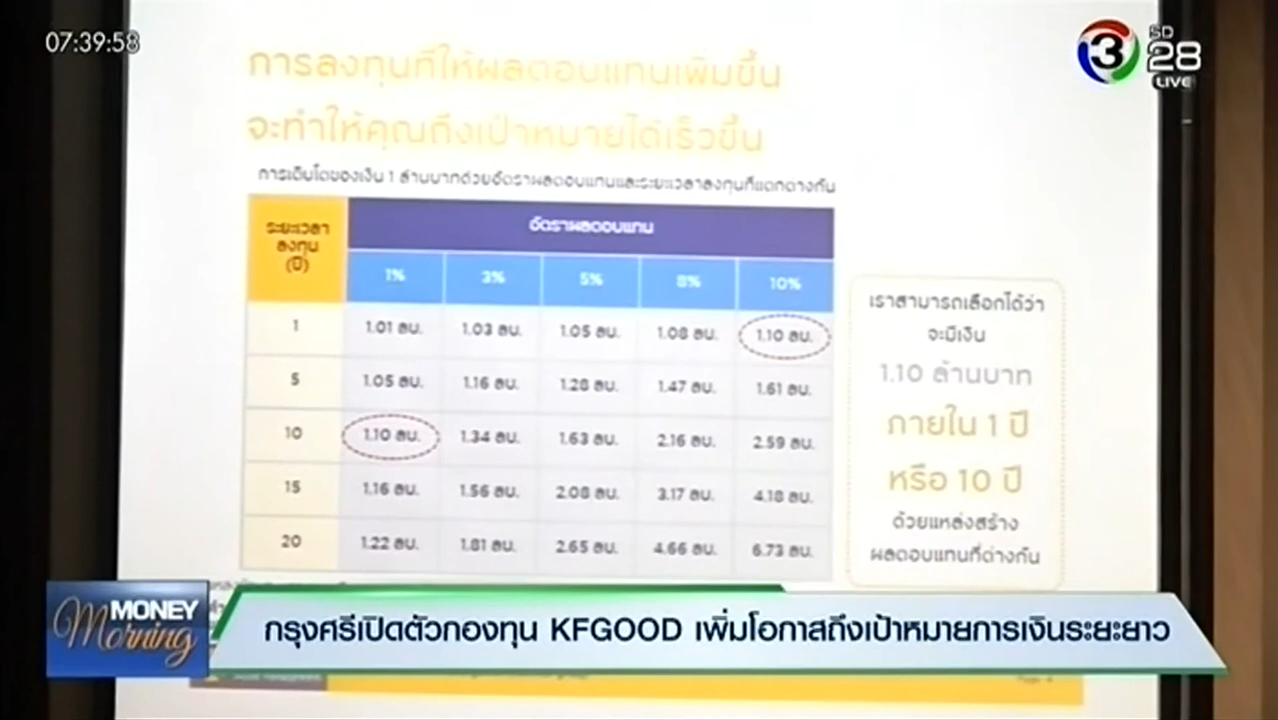 07:39:58
3 SD
28
LIVE
การลงทุนที่ให้ผลตอบแทนเพิ่มขึ้น
จะทำให้คุณถึงเป้าหมายได้เร็วขึ้น
การเติบโตของเงิน 1 ล้านบาทด้วยอัตราผลตอบแทนและระยะเวลาลงทุนที่แตกต่างกัน
ระยะเวลา
ลงทุน
(ปี)
อัตราผลตอบแทน
1% 3% 5% 8% 10%
1 1.01 ลบ. 1.03 ลบ. 1.05 ลบ. 1.08 ลบ. 1.10 ลบ.
5 1.05 ลบ. 1.16 ลบ. 1.28 ลบ. 1.47 ลบ. 1.61 ลบ.
10 1.10 ลบ. 1.34 ลบ. 1.63 ลบ. 2.16 ลบ. 2.59 ลบ.
15 1.16 ลบ. 1.56 ลบ. 2.08 ลบ. 3.17 ลบ. 4.18 ลบ.
20 1.22 ลบ. 1.81 ลบ. 2.65 ลบ. 4.66 ลบ. 6.73 ลบ.
เราสามารถเลือกได้ว่า
จะมีเงิน
1.10 ล้านบาท
ภายใน 1 ปี
หรือ 10 ปี
ด้วยแหล่งสร้าง
ผลตอบแทนที่ต่างกัน
MONEY
Morning
กรุงศรีเปิดตัวกองทุน KFGOOD เพิ่มโอกาสถึงเป้าหมายการเงินระยะยาว